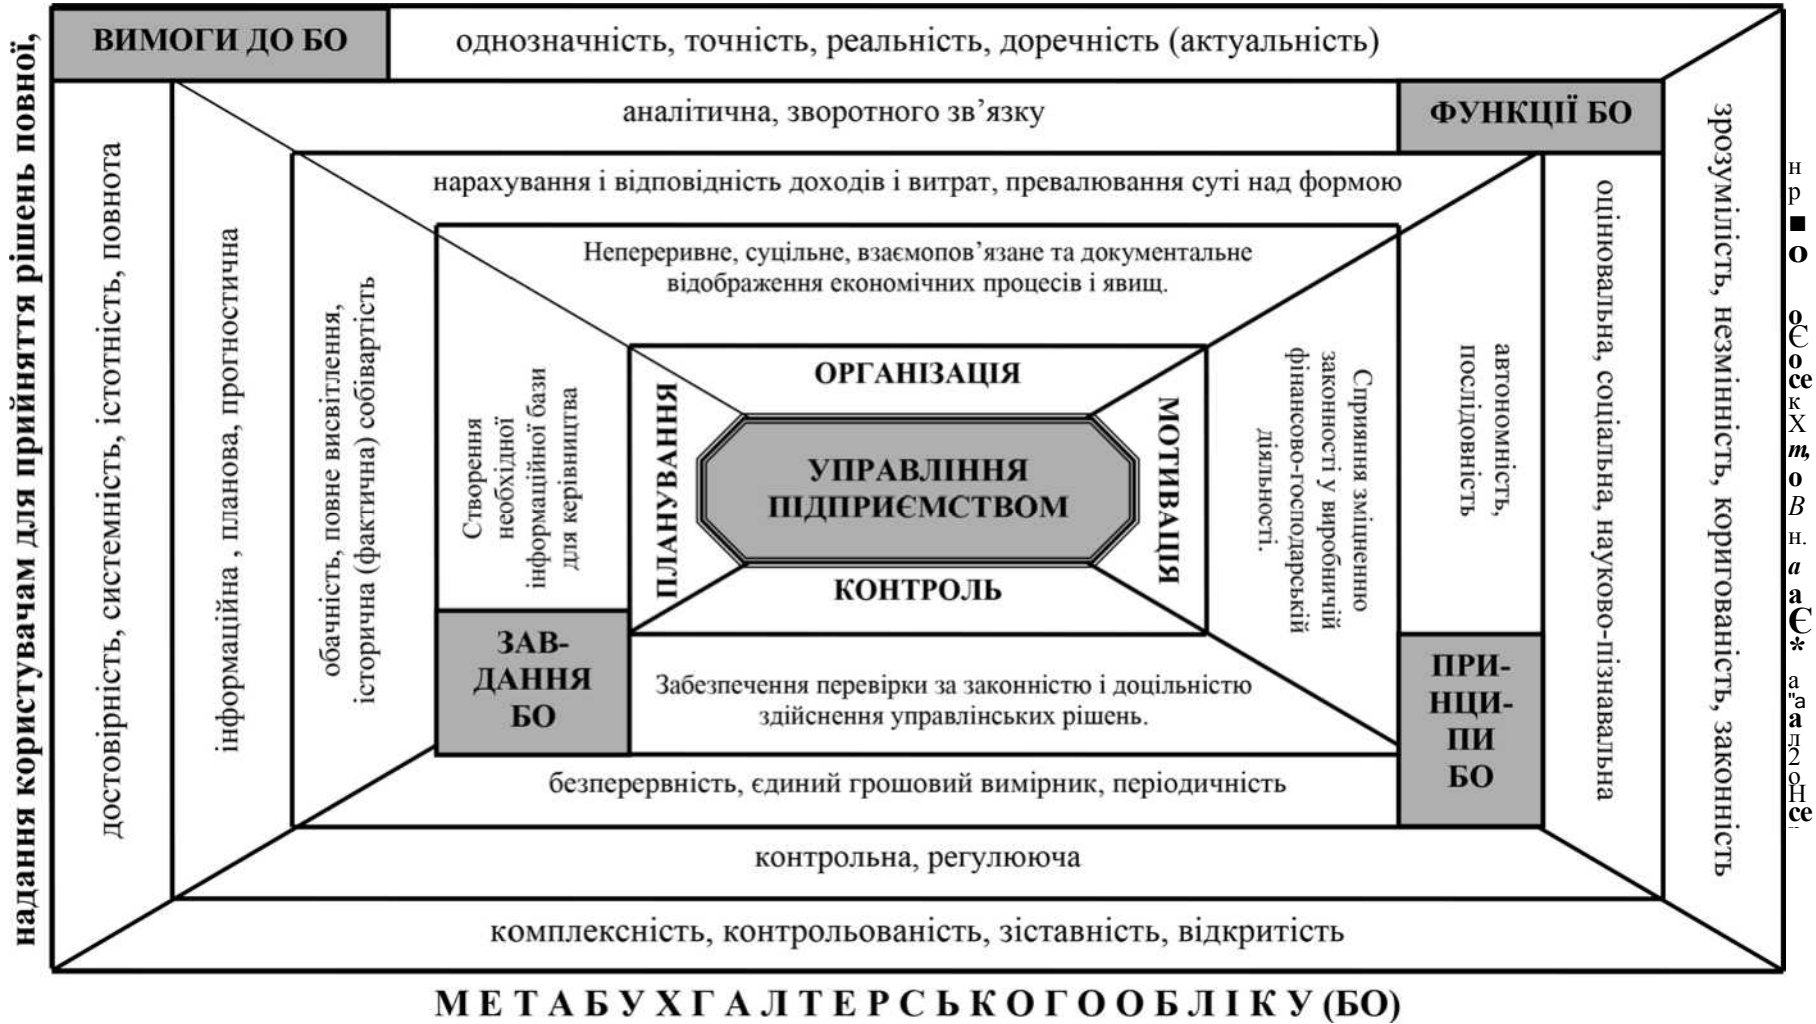 надання користувачам для прийняття рішень повної,
ВИМОГИ ДО БО
однозначність, точність, реальність, доречність (актуальність)
аналітична, зворотного зв’язку
ФУНКЦІЇ БО
нарахування і відповідність доходів і витрат, превалювання суті над формою
Непереривне, суцільне, взаємопов’язане та документальне
відображення економічних процесів і явищ.
достовірність, системність, істотність, повнота
інформаційна , планова, прогностична
обачність, повне висвітлення,
історична (фактична) собівартість
Створення
необхідної
інформаційної бази
для керівництва
ПЛАНУВАННЯ
ОРГАНІЗАЦІЯ
УПРАВЛІННЯ
ПІДПРИЄМСТВОМ
КОНТРОЛЬ
МОТИВАЦІЯ
Сприяння зміцненню
законності у виробничій
фінансово-господарській
діяльності.
автономність,
послідовність
оцінювальна, соціальна, науково-пізнавальна
зрозумілість, незмінність, коригованість, законність
ЗАВ-
ДАННЯ
БО
Забезпечення перевірки за законністю і доцільністю
здійснення управлінських рішень.
ПРИ-
НЦИ-
ПИ
БО
безперервність, єдиний грошовий вимірник, періодичність
контрольна, регулююча
комплексність, контрольованість, зіставність, відкритість
М Е Т А Б У Х Г А Л Т Е Р С Ь К О Г О О Б Л І К У (БО)
н
р
■
о
о
Є
о
се
к
Х
т,
о
В
н.
а
а
Є
*
а
"а
а
л
2
о
Н
се